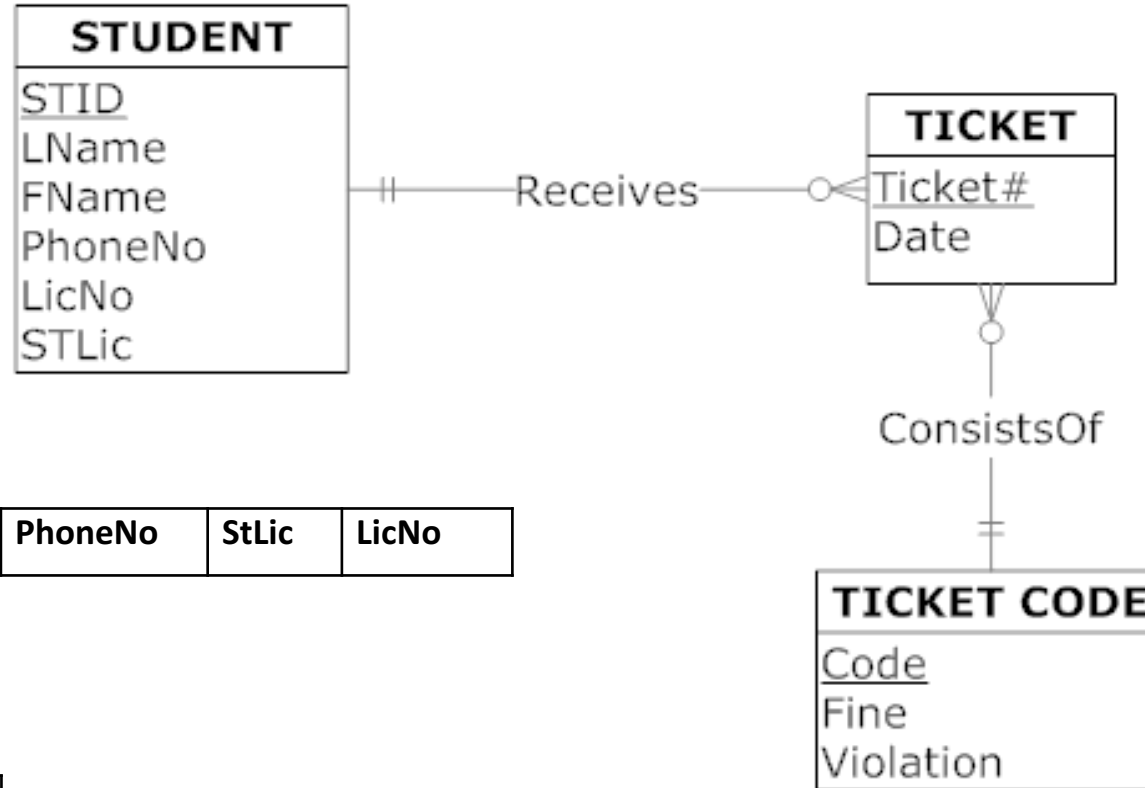 STUDENT
STID
LName
FName
PhoneNo
LicNo
STLic
Receives
TICKET
Ticket#
Date
ConsistsOf
PhoneNo StLic LicNo
TICKET CODE
Code
Fine
Violation